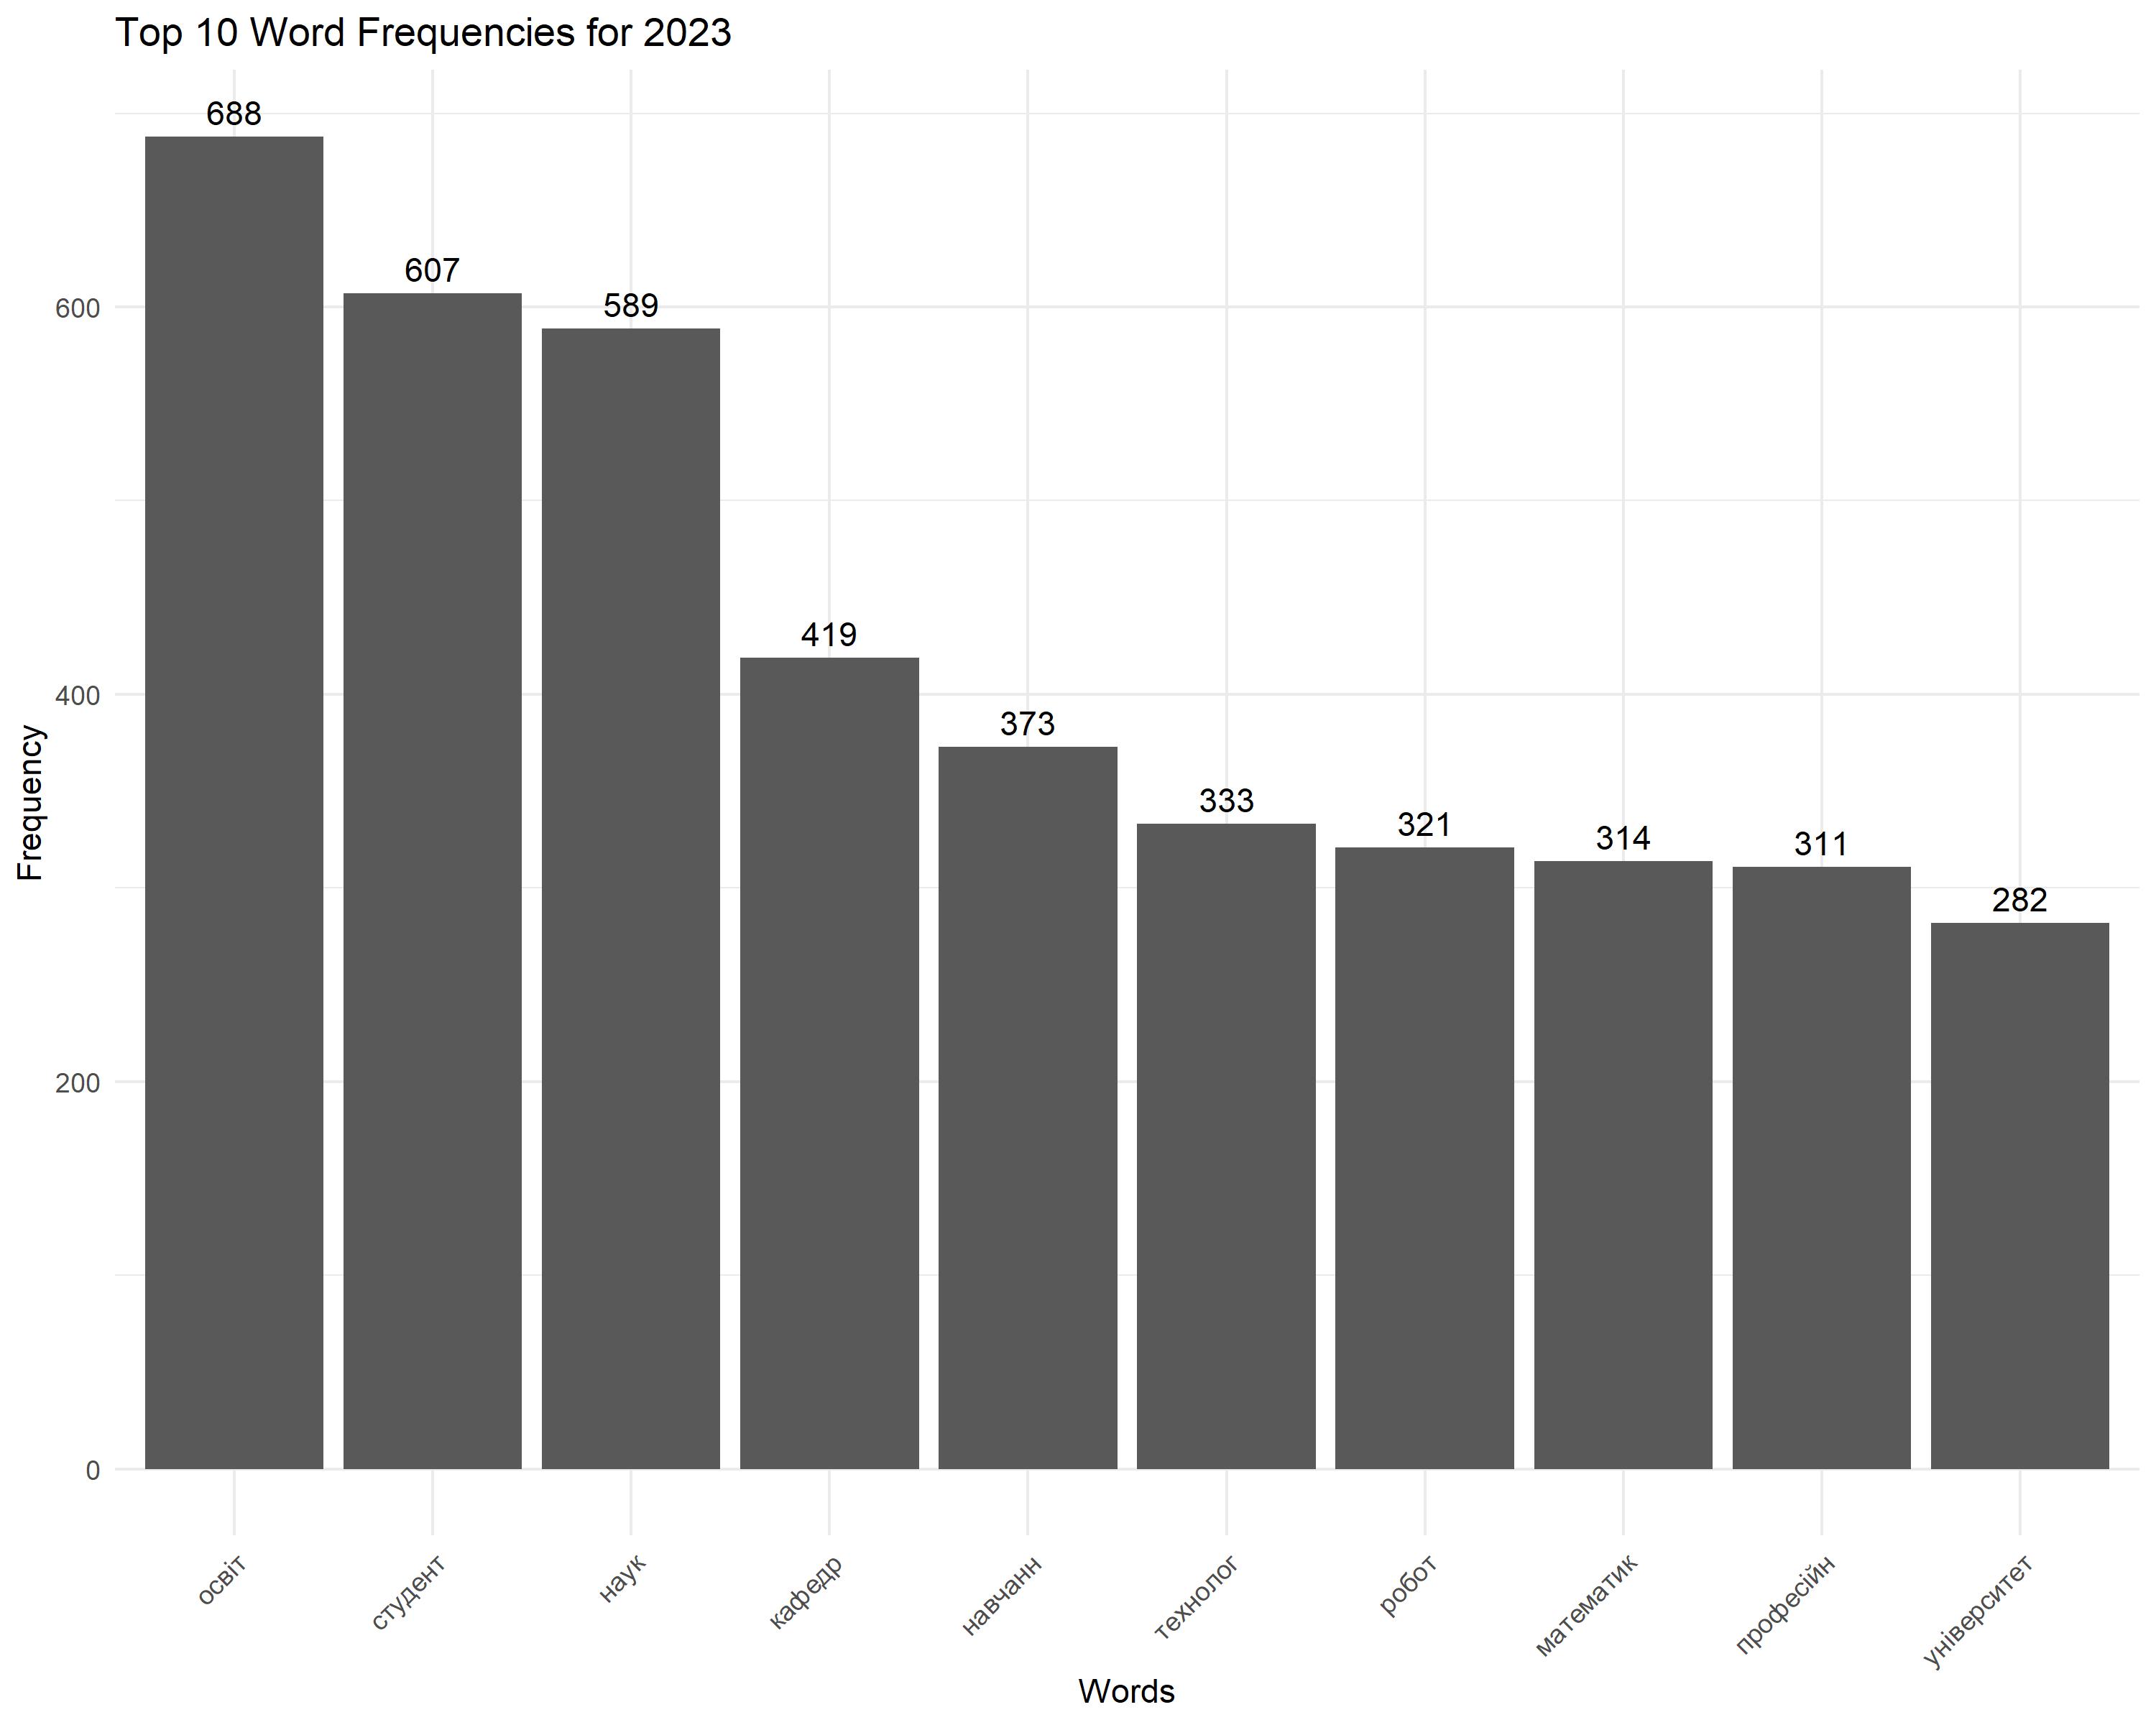 Top 10 Word Frequencies for 2023
688
607
589
419
373
333
321
314
311
282
600
400
200
0
Frequency
освіт
студент
наук
кафедр
навчанн
технолог
робот
математик
професійн
університет
Words